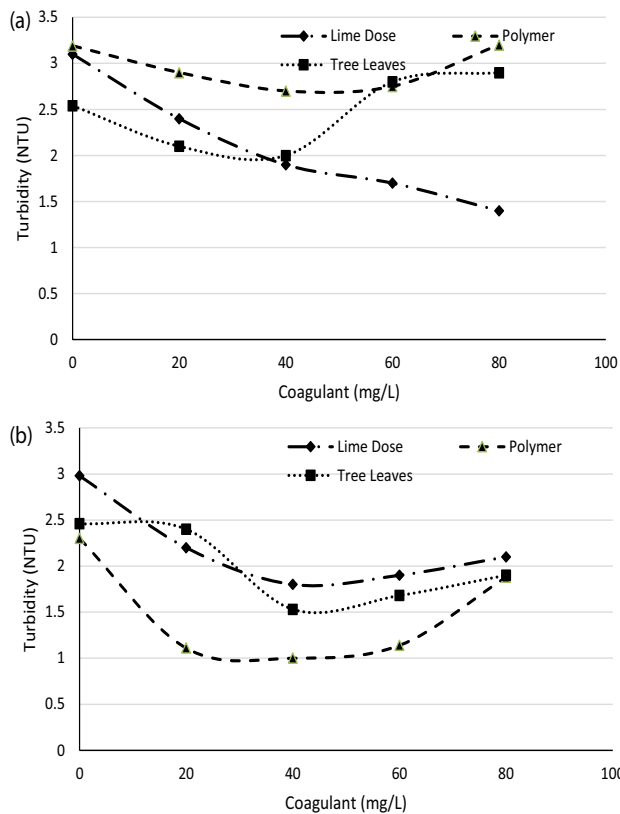 (a)
3.5
Lime Dose
Polymer
3
Tree Leaves
2.5
2
1.5
1
0.5
0
Turbidity (NTU)
0 20 40 60 80 100
Coagulant (mg/L)
(b)
3.5
Lime Dose
Polymer
3
Tree Leaves
2.5
2
1.5
1
0.5
0
Turbidity (NTU)
0 20 40 60 80 100
Coagulant (mg/L)